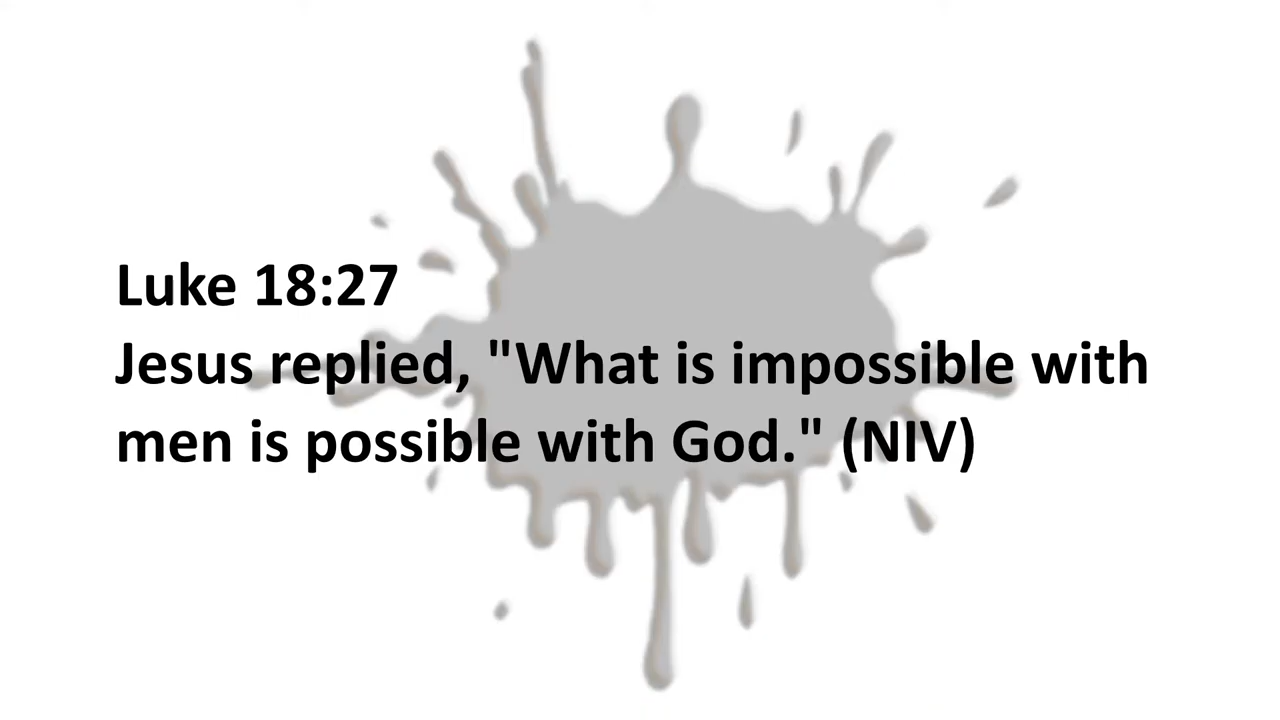 Luke 18:27
Jesus replied, "What is impossible with
men is possible with God." (NIV)